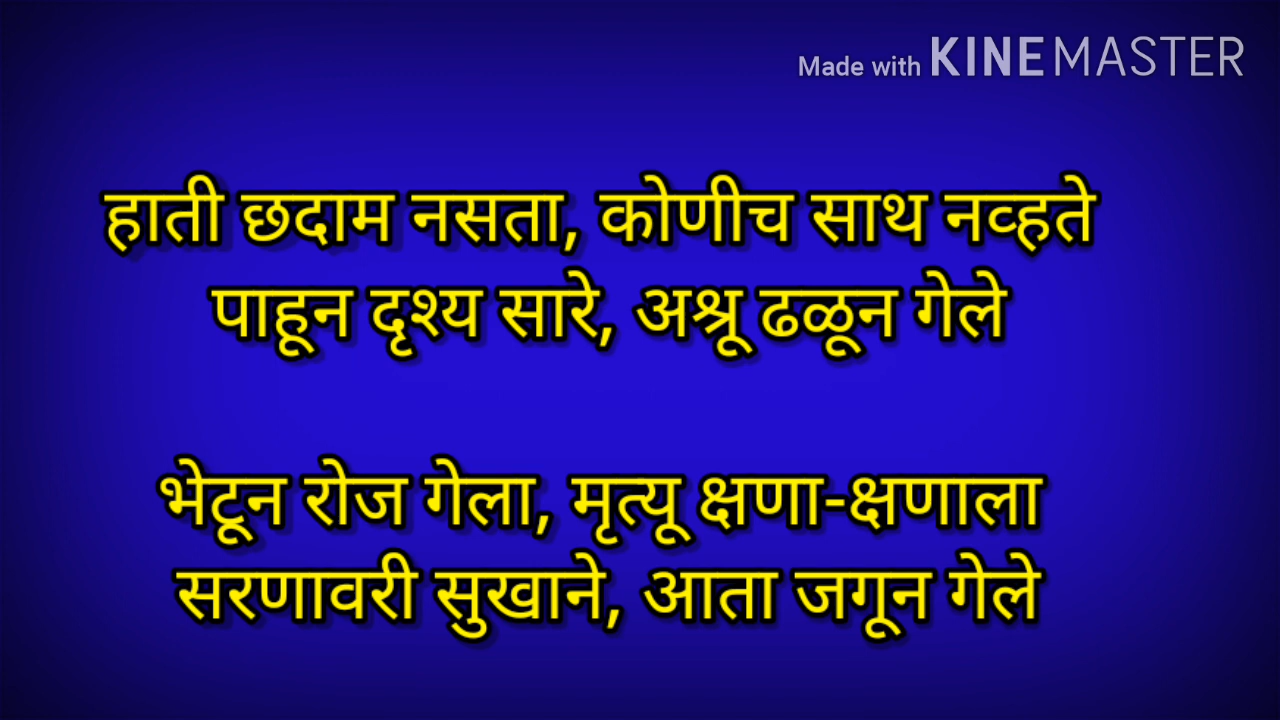 Made with KINEMASTER
हाती छदाम नसता, कोणीच साथ नव्हते
पाहून दृश्य सारे, अश्रू ढळून गेले
भेटून रोज गेला, मृत्यू क्षणा-क्षणाला
सरणावरी सुखाने, आता जगून गेले